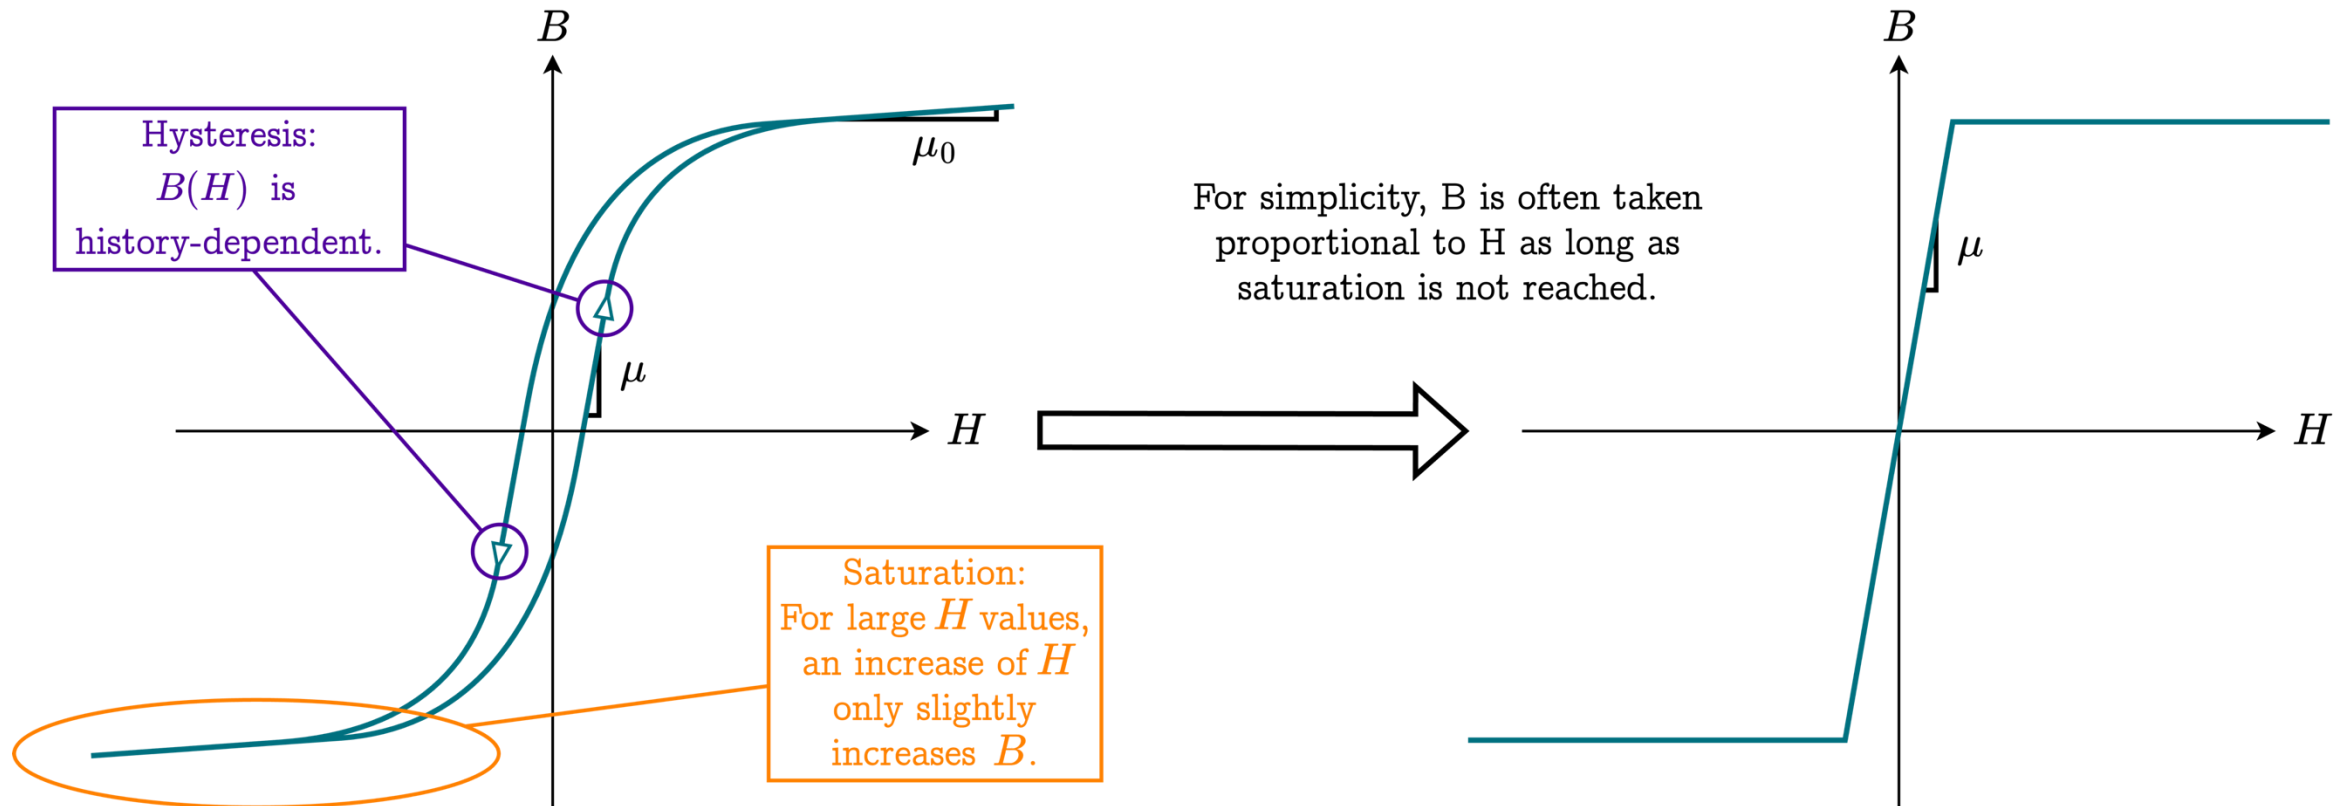 B
Hysteresis:
B(H) is
history-dependent.
μ₀
μ
H
Saturation:
For large H values,
an increase of H
only slightly
increases B.
For simplicity, B is often taken
proportional to H as long as
saturation is not reached.
B
μ
H